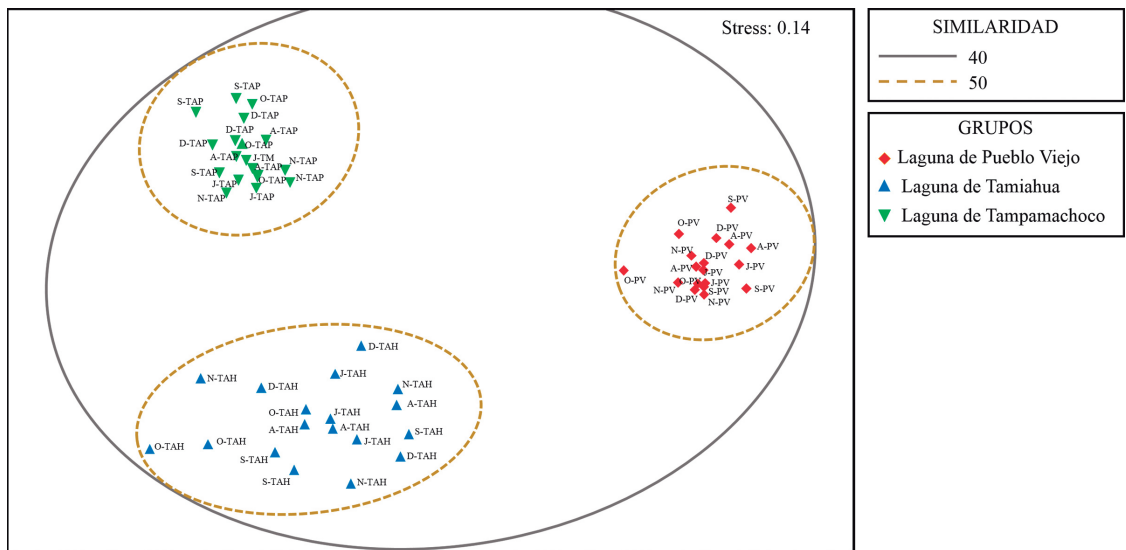 Stress: 0.14
SIMILARIDAD
40
50
GRUPOS
Laguna de Pueblo Viejo
Laguna de Tamiahua
Laguna de Tampamachoco
S-TAP
S-TAP
O-TAP
D-TAP
D-TAP
A-TAP
D-TAP
O-TAP
A-TAP
J-TM
N-TAP
A-TAP
S-TAP
J-TAP
O-TAP
N-TAP
N-TAP
J-TAP
S-PV
O-PV
D-PV
A-PV
A-PV
N-PV
D-PV
A-PV
J-PV
J-PV
O-PV
O-PV
J-PV
N-PV
S-PV
S-PV
D-PV
N-PV
D-TAH
N-TAH
J-TAH
D-TAH
N-TAH
O-TAH
J-TAH
A-TAH
A-TAH
A-TAH
S-TAH
J-TAH
O-TAH
O-TAH
S-TAH
D-TAH
S-TAH
N-TAH